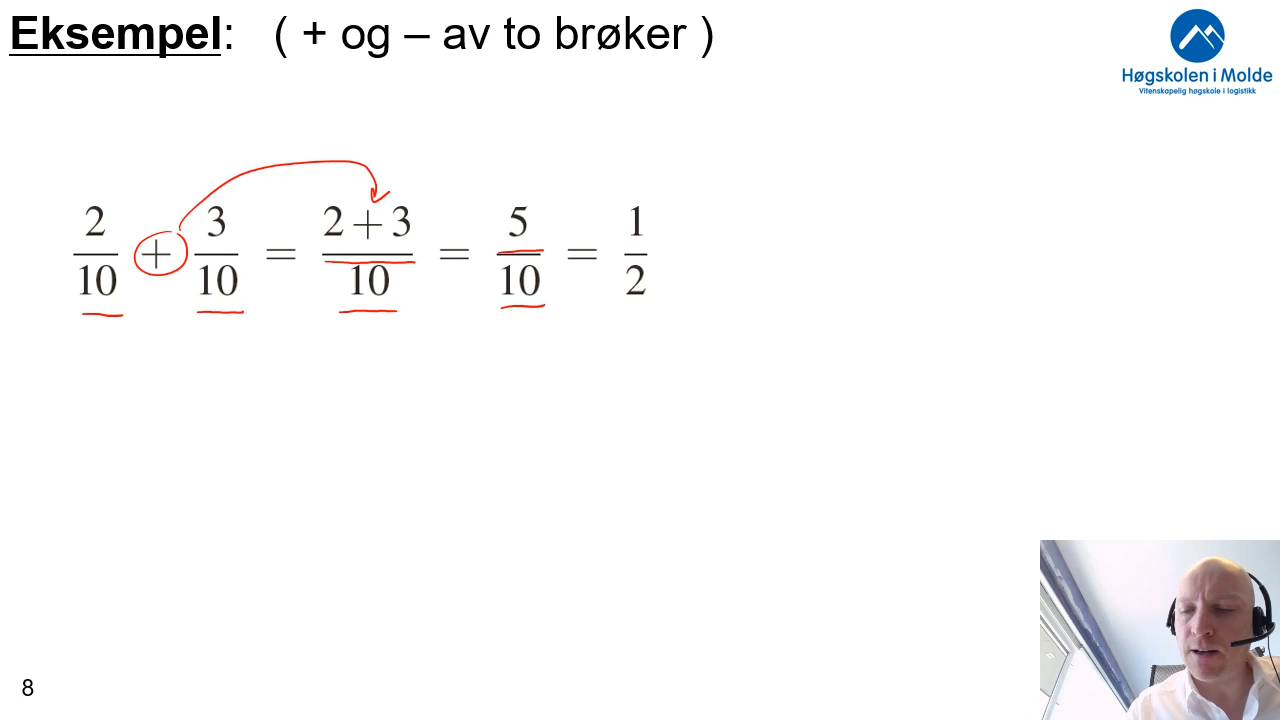 Eksempel: ( + og – av to brøker )
Høgskolen i Molde
Vitenskapelig høgskole i logistikk
2/10 + 3/10 = (2 + 3)/10 = 5/10 = 1/2
8